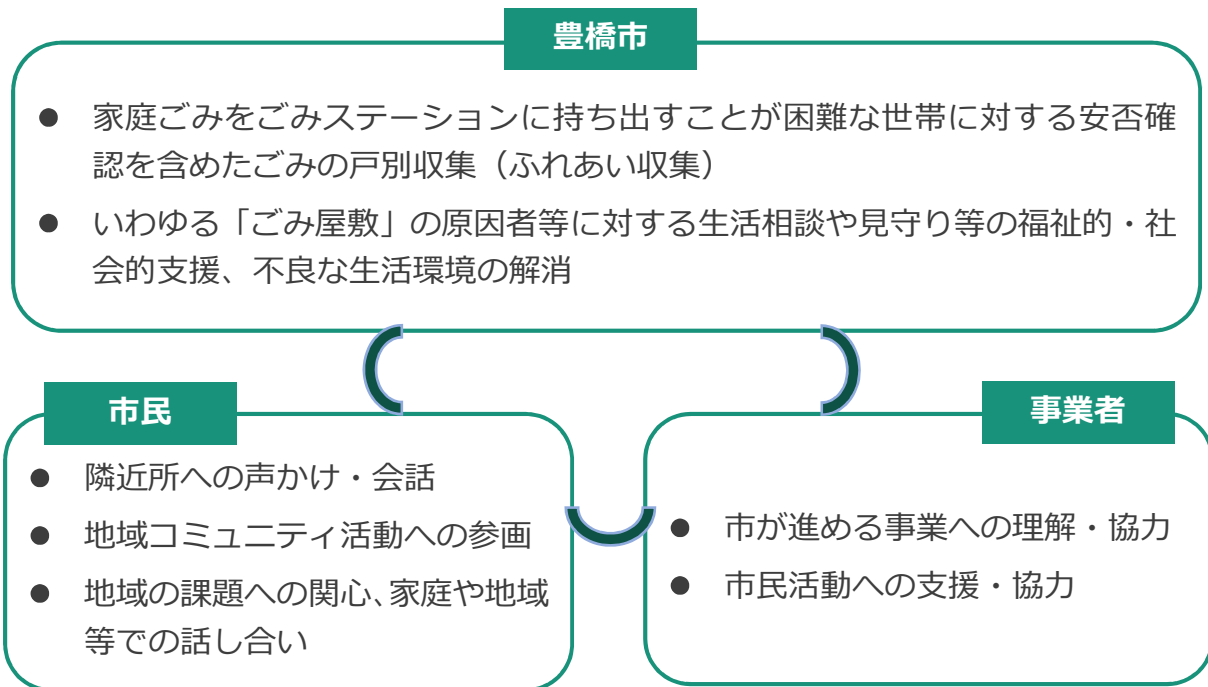 豊橋市
● 家庭ごみをごみステーションに持ち出すことが困難な世帯に対する安否確
認を含めたごみの戸別収集（ふれあい収集）
● いわゆる「ごみ屋敷」の原因者等に対する生活相談や見守り等の福祉的・社
会的支援、不良な生活環境の解消
市民
● 隣近所への声かけ・会話
● 地域コミュニティ活動への参画
● 地域の課題への関心、家庭や地域
等での話し合い
事業者
● 市が進める事業への理解・協力
● 市民活動への支援・協力